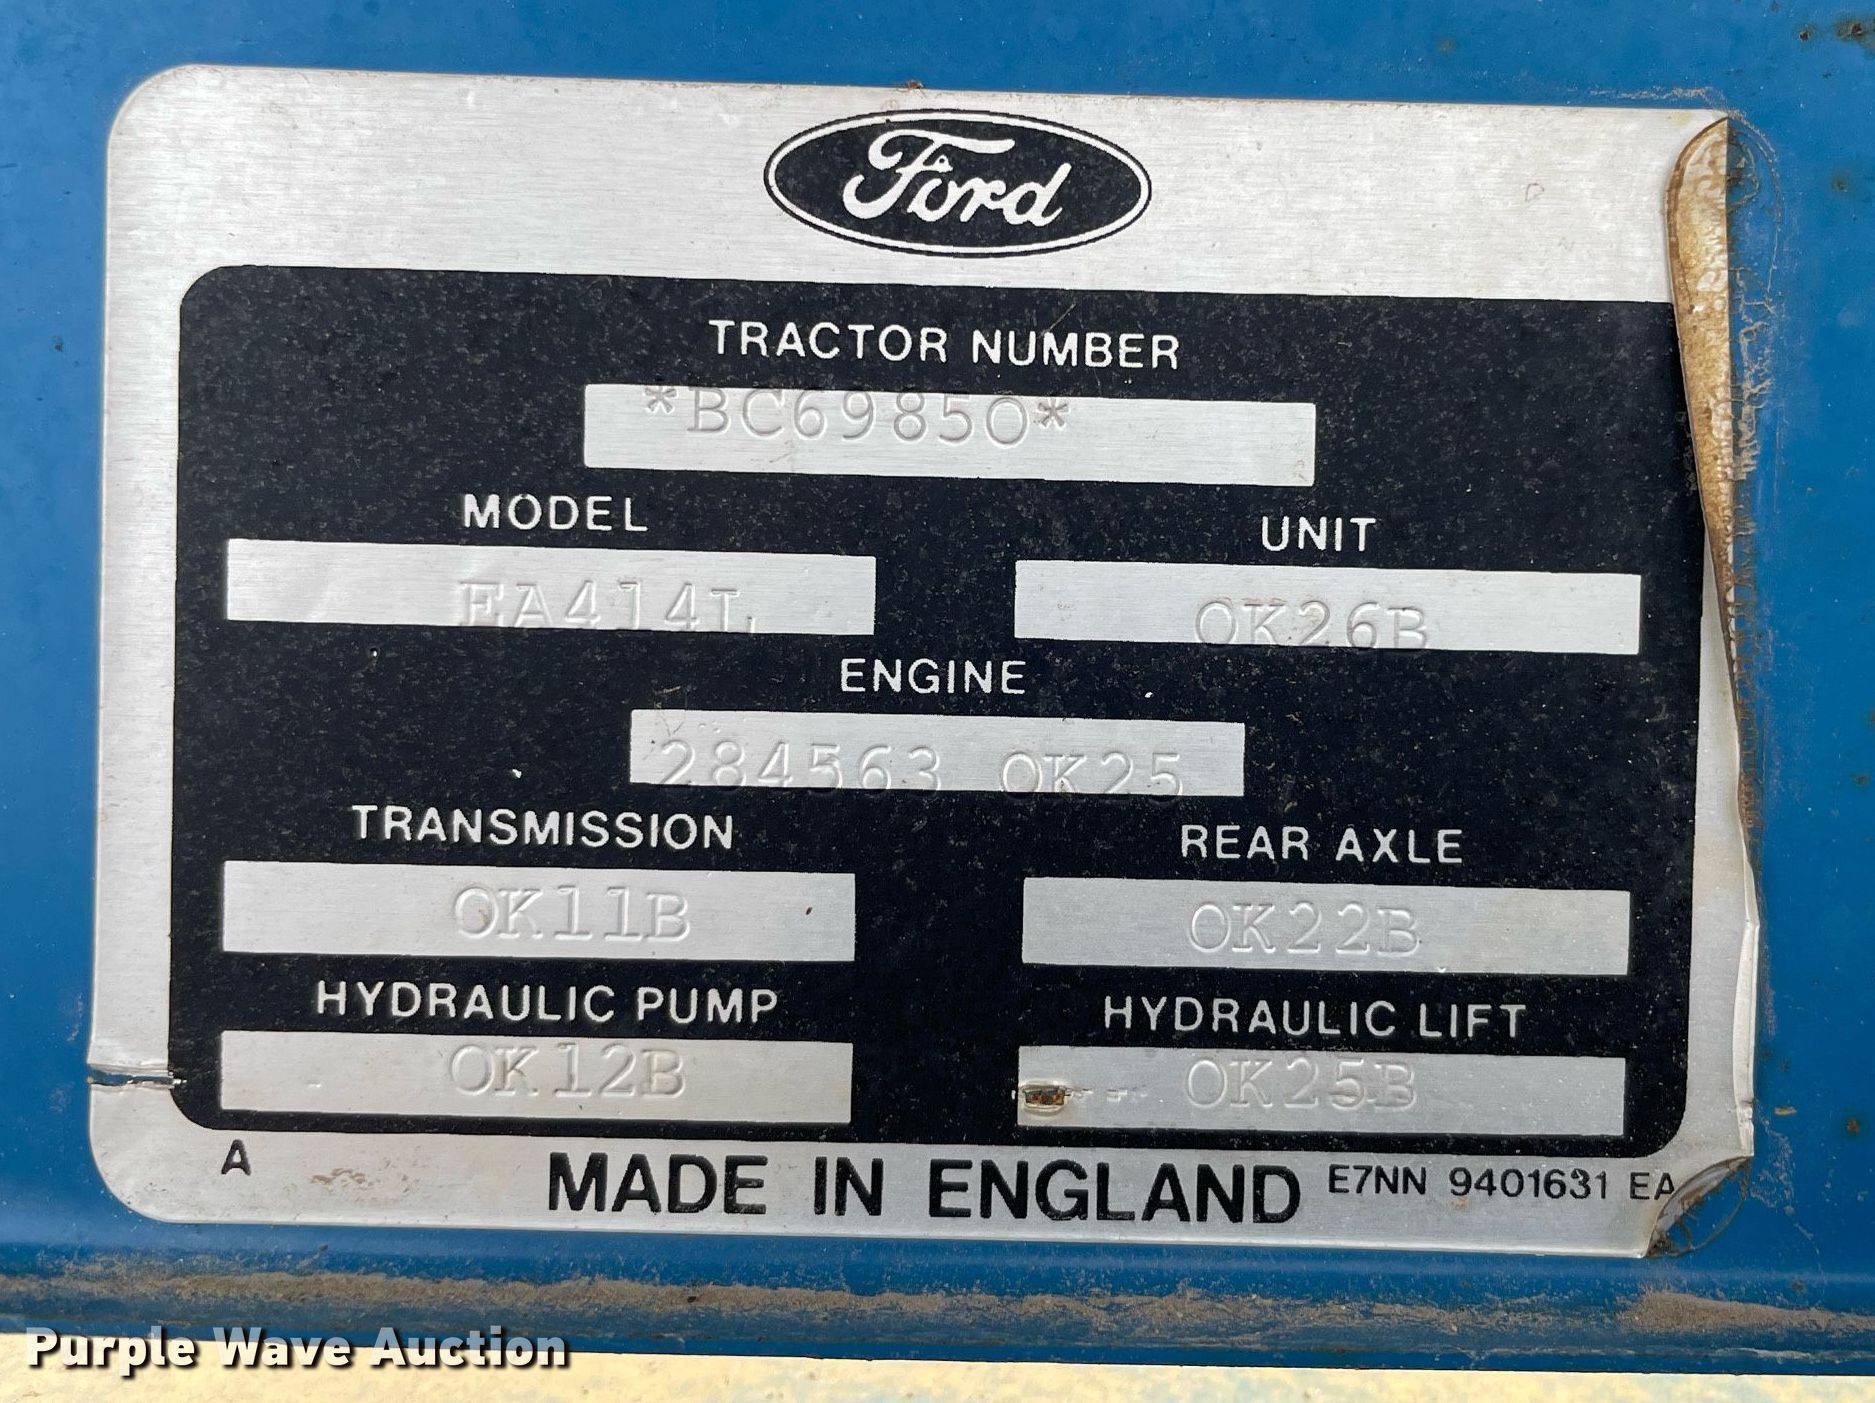 Ford
TRACTOR NUMBER
*BC69850*
MODEL
EA414L
UNIT
OK26B
ENGINE
284563 OK25
TRANSMISSION
OK11B
REAR AXLE
OK22B
HYDRAULIC PUMP
OK12B
HYDRAULIC LIFT
OK25B
A
MADE IN ENGLAND
E7NN 9401631 EA
Purple Wave Auction